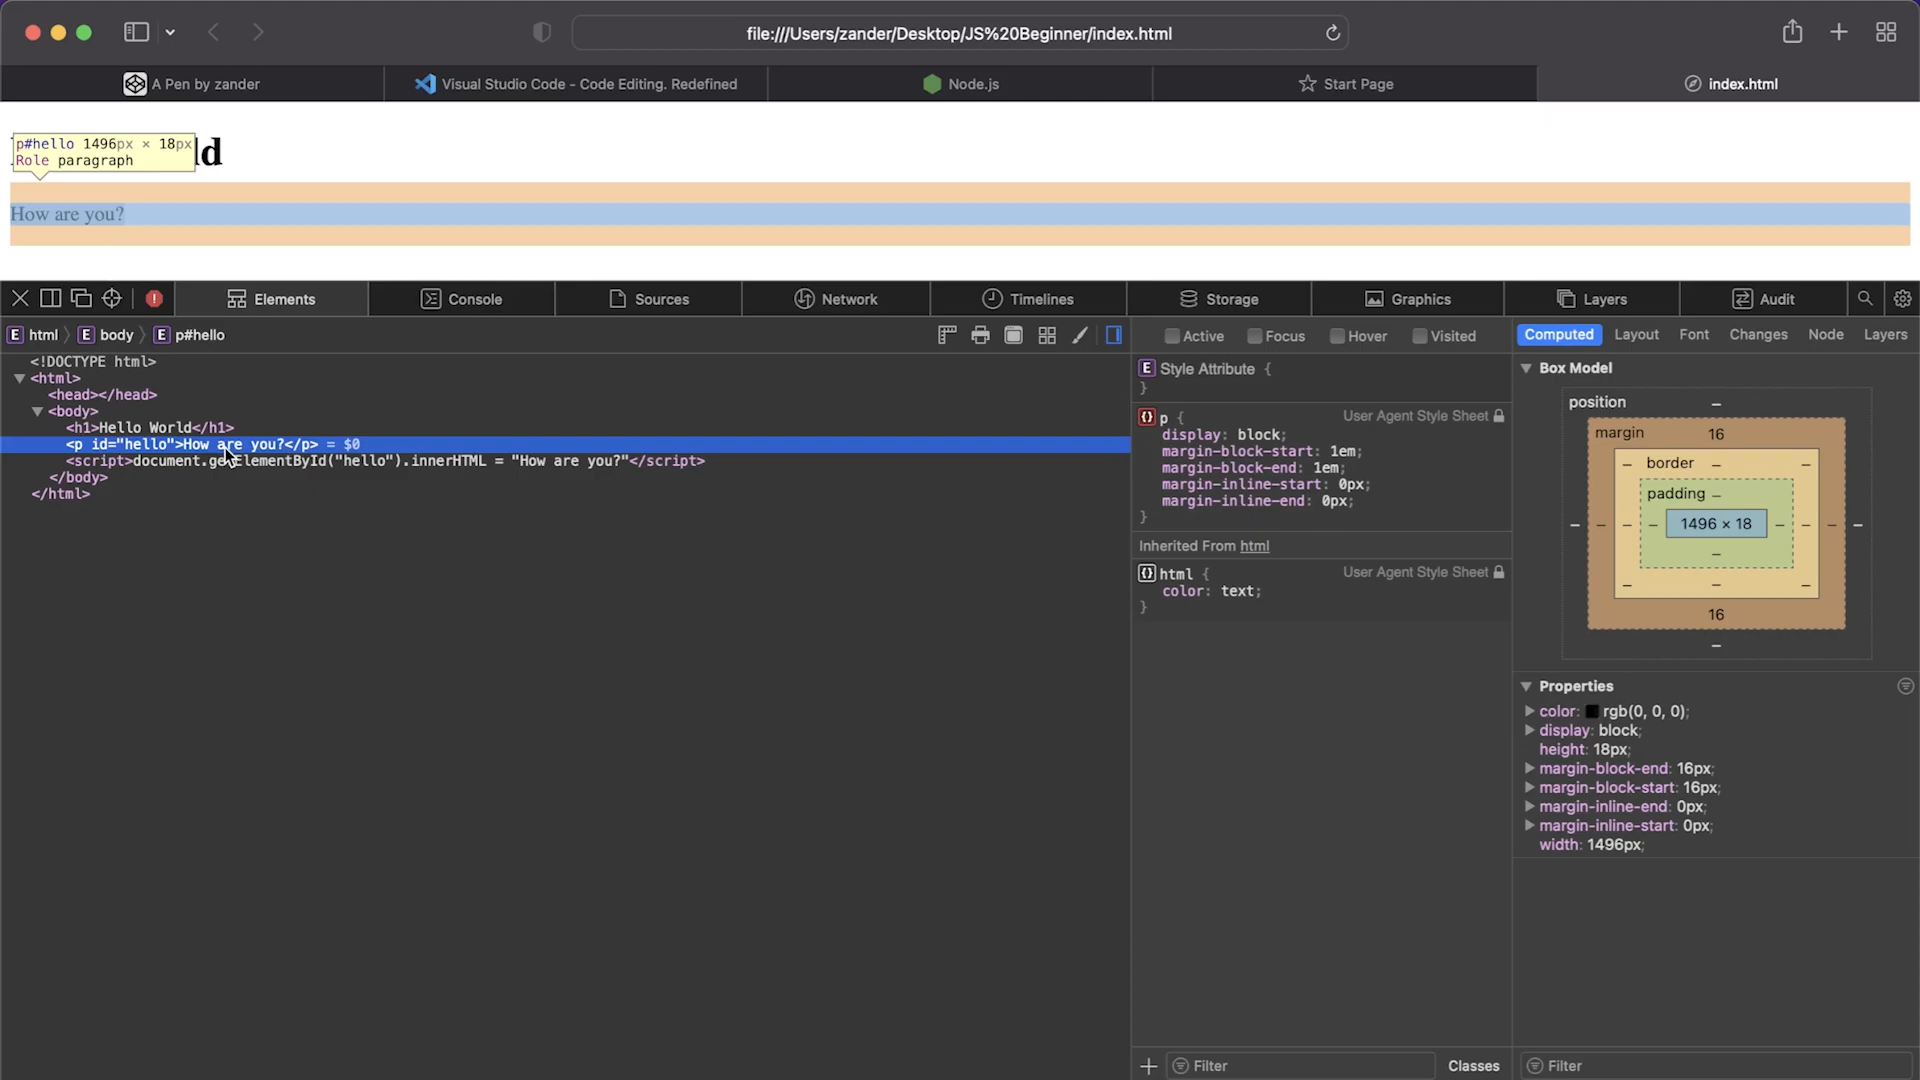 file:///Users/zander/Desktop/JS%20Beginner/index.html
A Pen by zander
Visual Studio Code - Code Editing. Redefined
Node.js
Start Page
index.html
p#hello 1496px × 18px
Role paragraph
ld
How are you?
Elements
Console
Sources
Network
Timelines
Storage
Graphics
Layers
Audit
E html
E body
E p#hello
Active
Focus
Hover
Visited
Computed
Layout
Font
Changes
Node
Layers
<!DOCTYPE html>
<html>
<head></head>
<body>
<h1>Hello World</h1>
<p id="hello">How are you?</p> = $0
<script>document.getElementById("hello").innerHTML = "How are you?"</script>
</body>
</html>
E Style Attribute {
}
p { User Agent Style Sheet
display: block;
margin-block-start: 1em;
margin-block-end: 1em;
margin-inline-start: 0px;
margin-inline-end: 0px;
}
Inherited From html
html { User Agent Style Sheet
color: text;
}
Box Model
position –
margin 16
– border – –
padding –
– – – – 1496 × 18 – – – –
–
– – –
16
–
Properties
color: rgb(0, 0, 0);
display: block;
height: 18px;
margin-block-end: 16px;
margin-block-start: 16px;
margin-inline-end: 0px;
margin-inline-start: 0px;
width: 1496px;
Filter
Classes
Filter